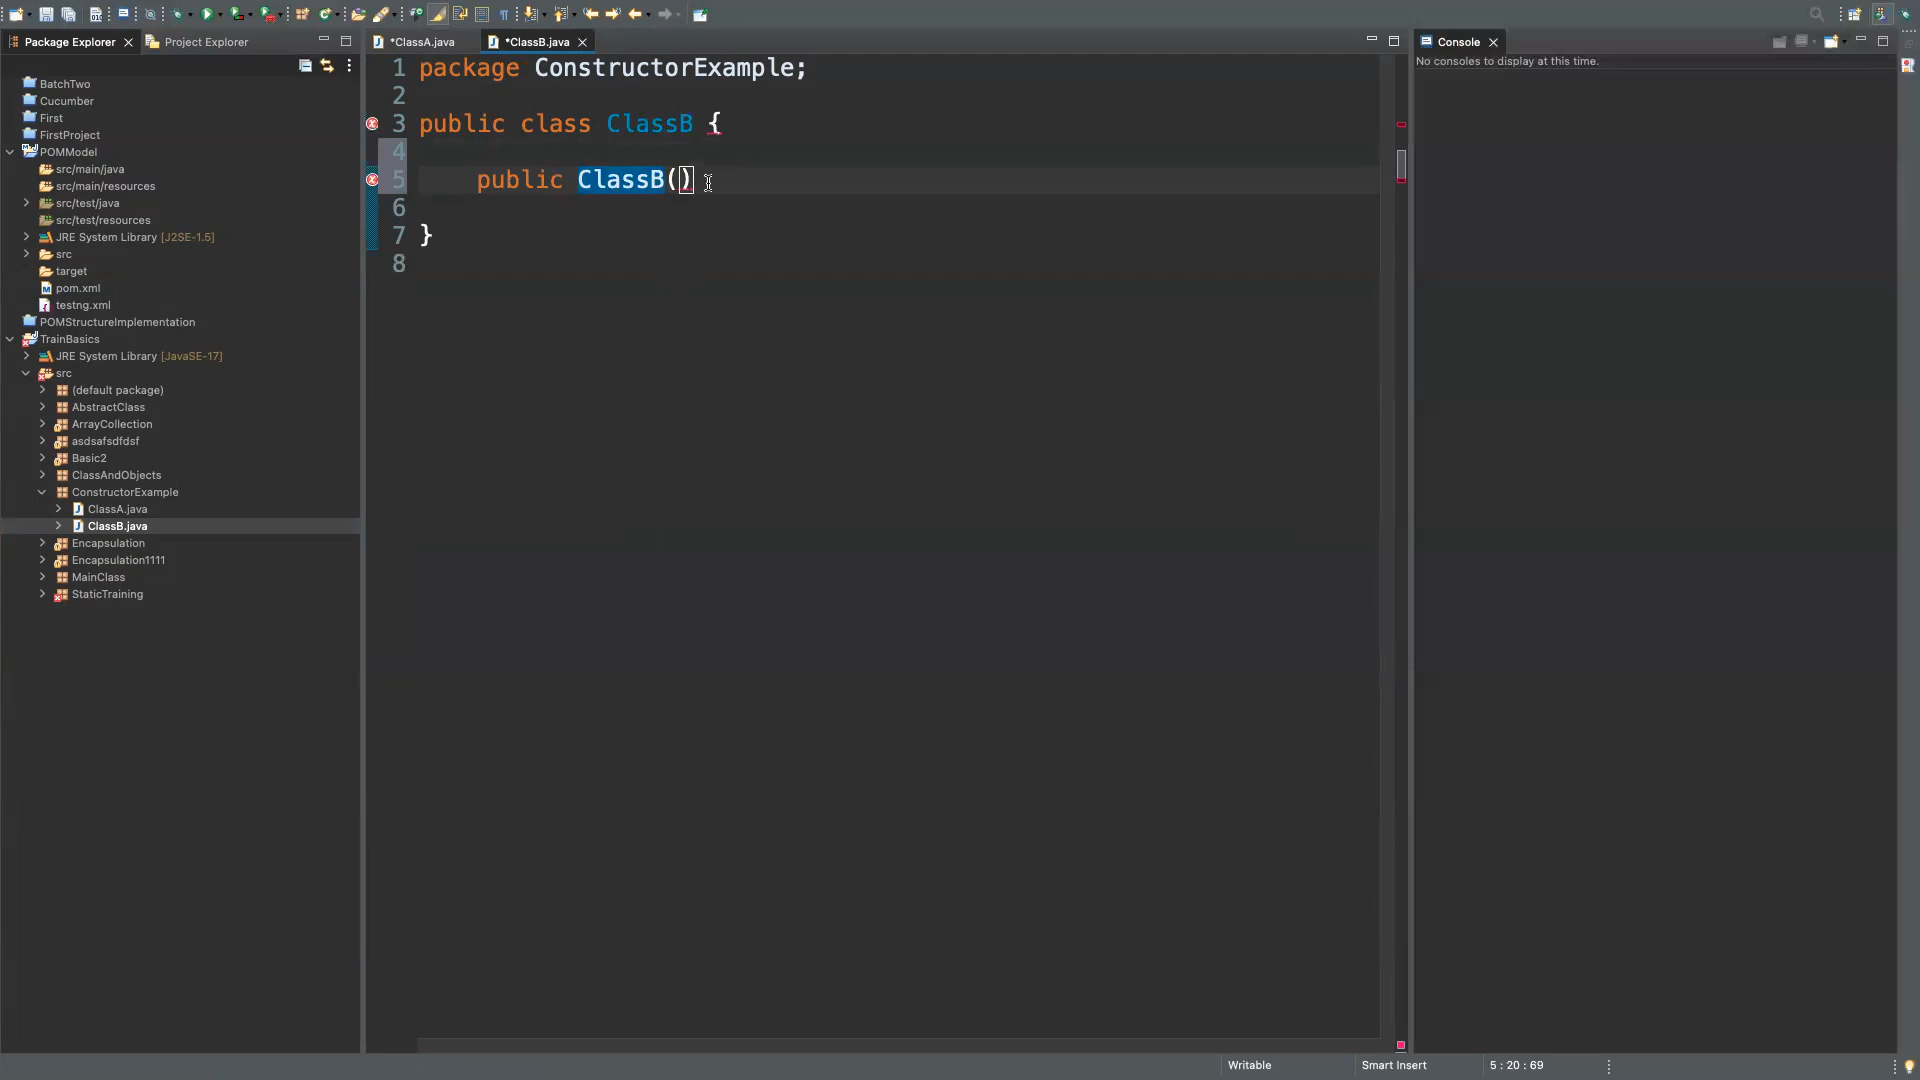 Package Explorer
Project Explorer
BatchTwo
Cucumber
First
FirstProject
POMModel
src/main/java
src/main/resources
src/test/java
src/test/resources
JRE System Library [J2SE-1.5]
src
target
pom.xml
testng.xml
POMStructureImplementation
TrainBasics
JRE System Library [JavaSE-17]
src
(default package)
AbstractClass
ArrayCollection
asdsafsdfdsf
Basic2
ClassAndObjects
ConstructorExample
ClassA.java
ClassB.java
Encapsulation
Encapsulation1111
MainClass
StaticTraining
*ClassA.java
*ClassB.java
1 package ConstructorExample;
2
3 public class ClassB {
4
5 public ClassB()
6
7 }
8
Console
No consoles to display at this time.
Writable
Smart Insert
5 : 20 : 69